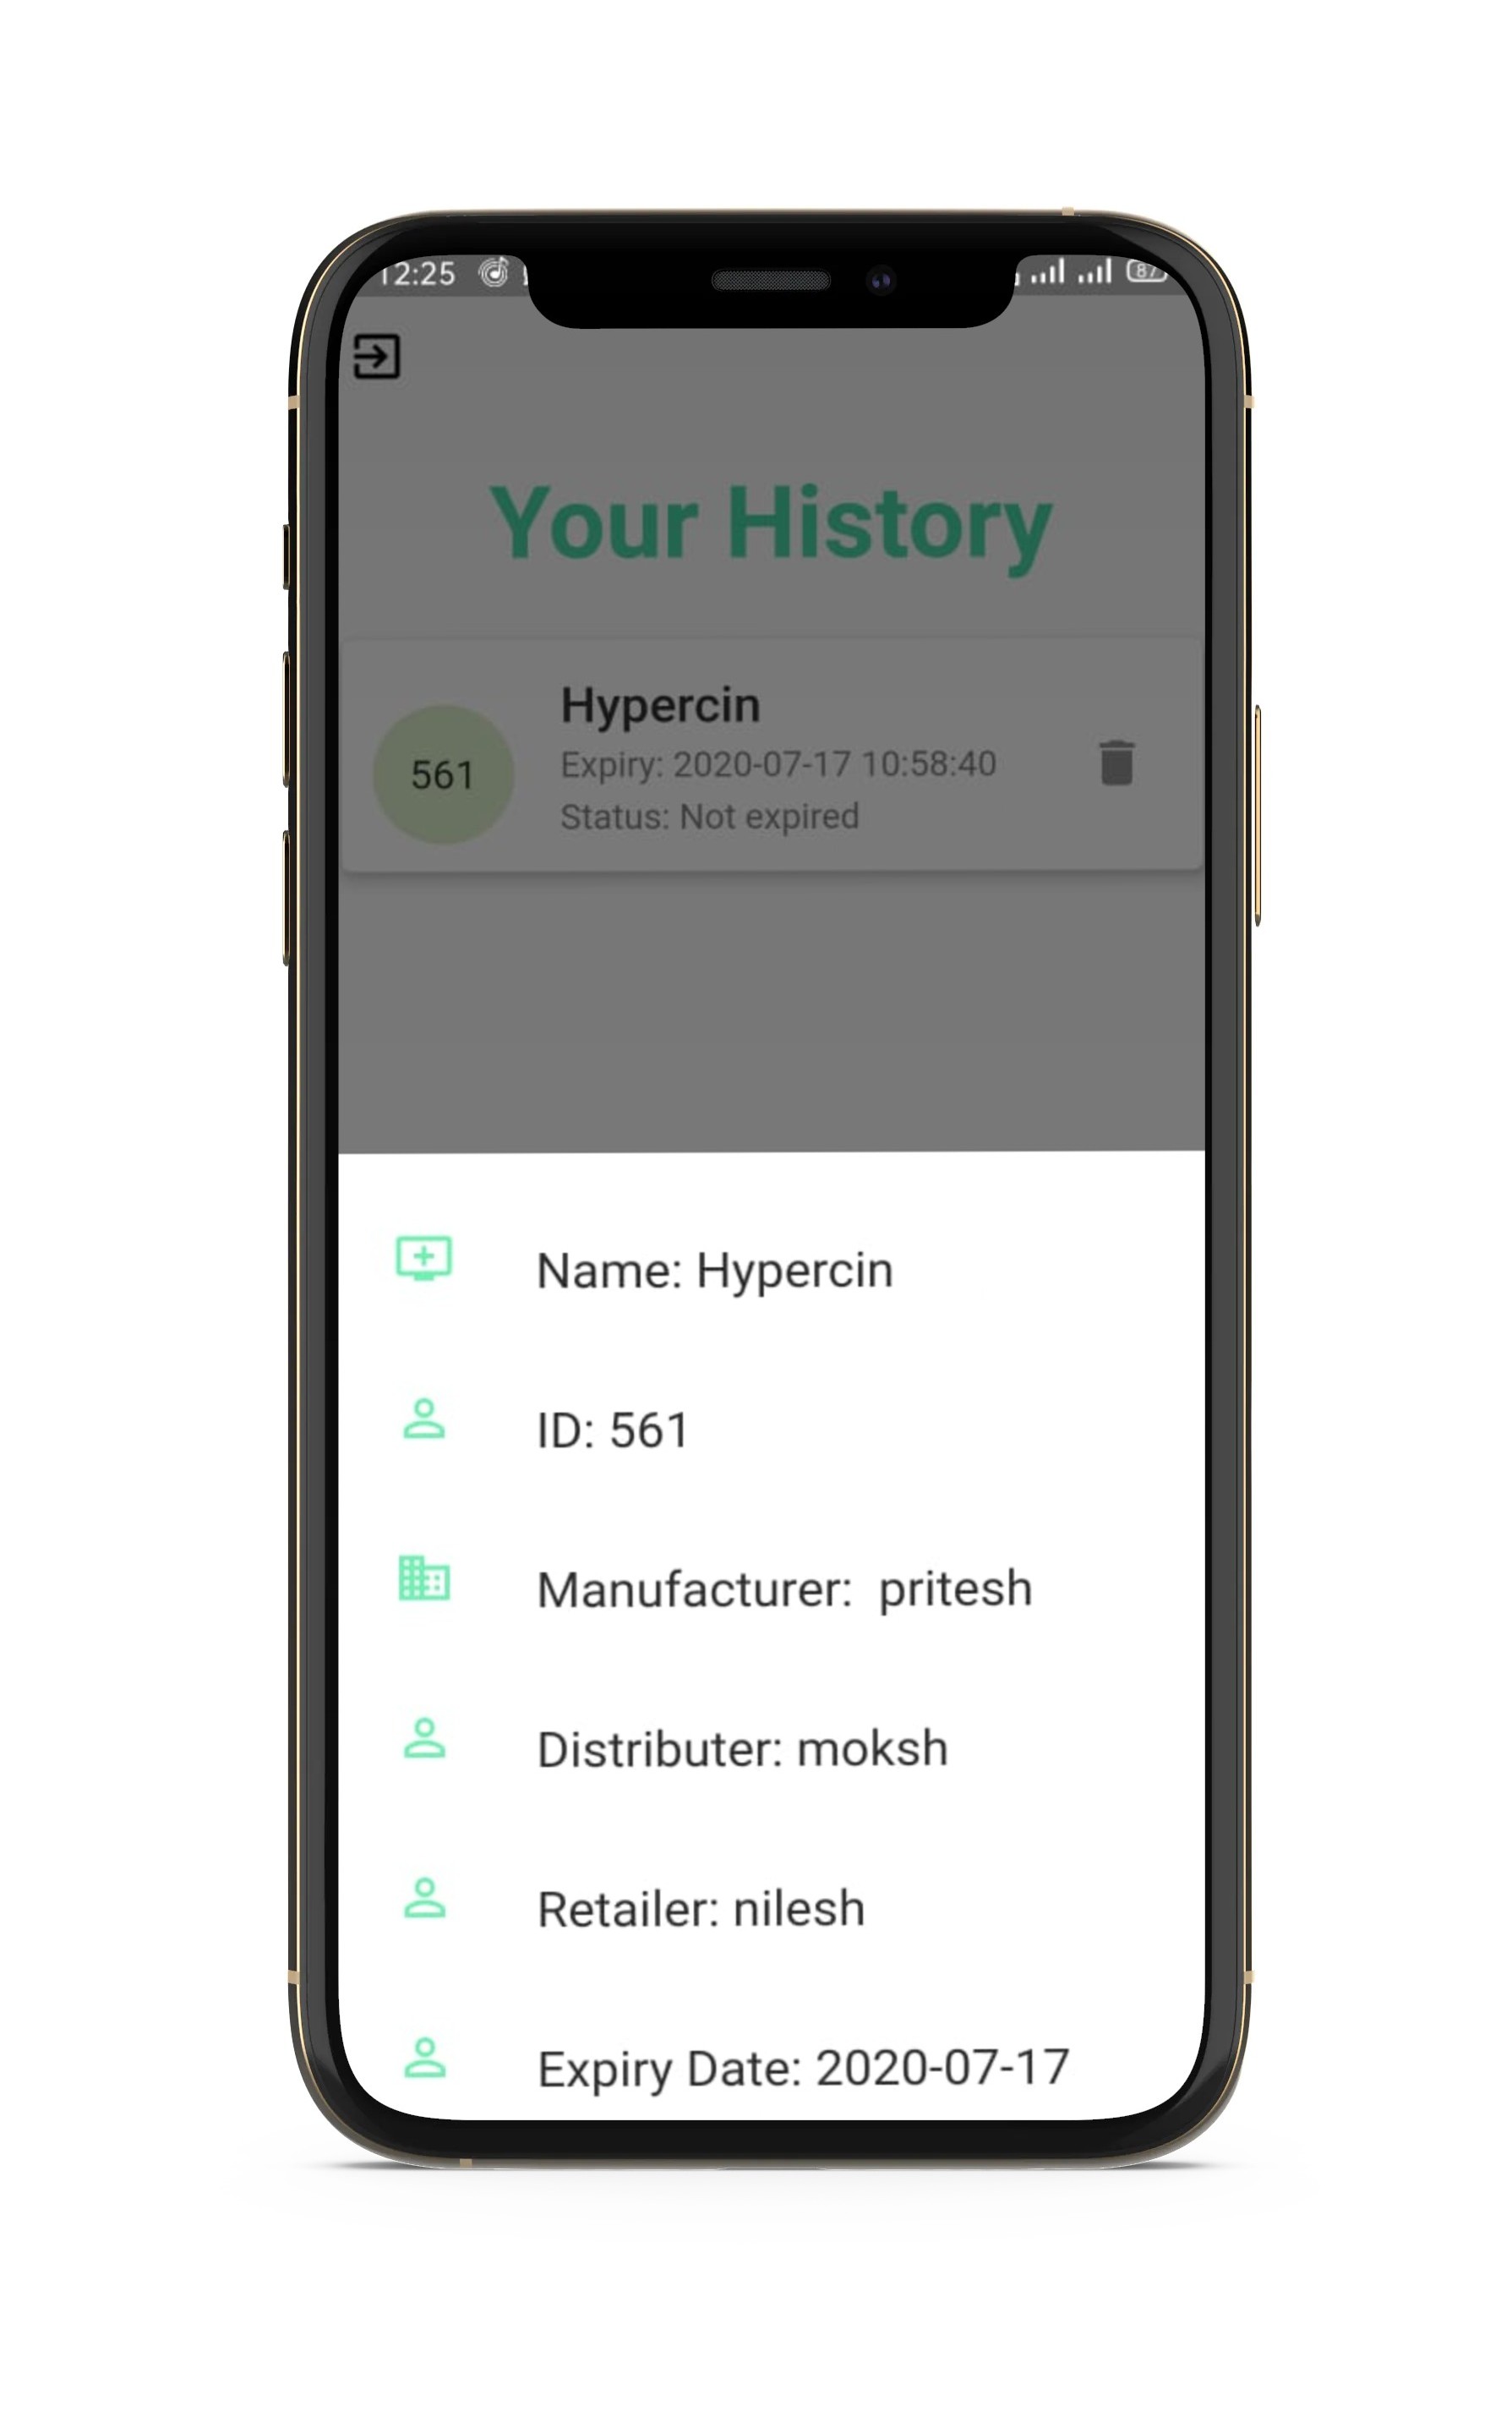 12:25
87
Your History
561
Hypercin
Expiry: 2020-07-17 10:58:40
Status: Not expired
Name: Hypercin
ID: 561
Manufacturer:  pritesh
Distributer: moksh
Retailer: nilesh
Expiry Date: 2020-07-17